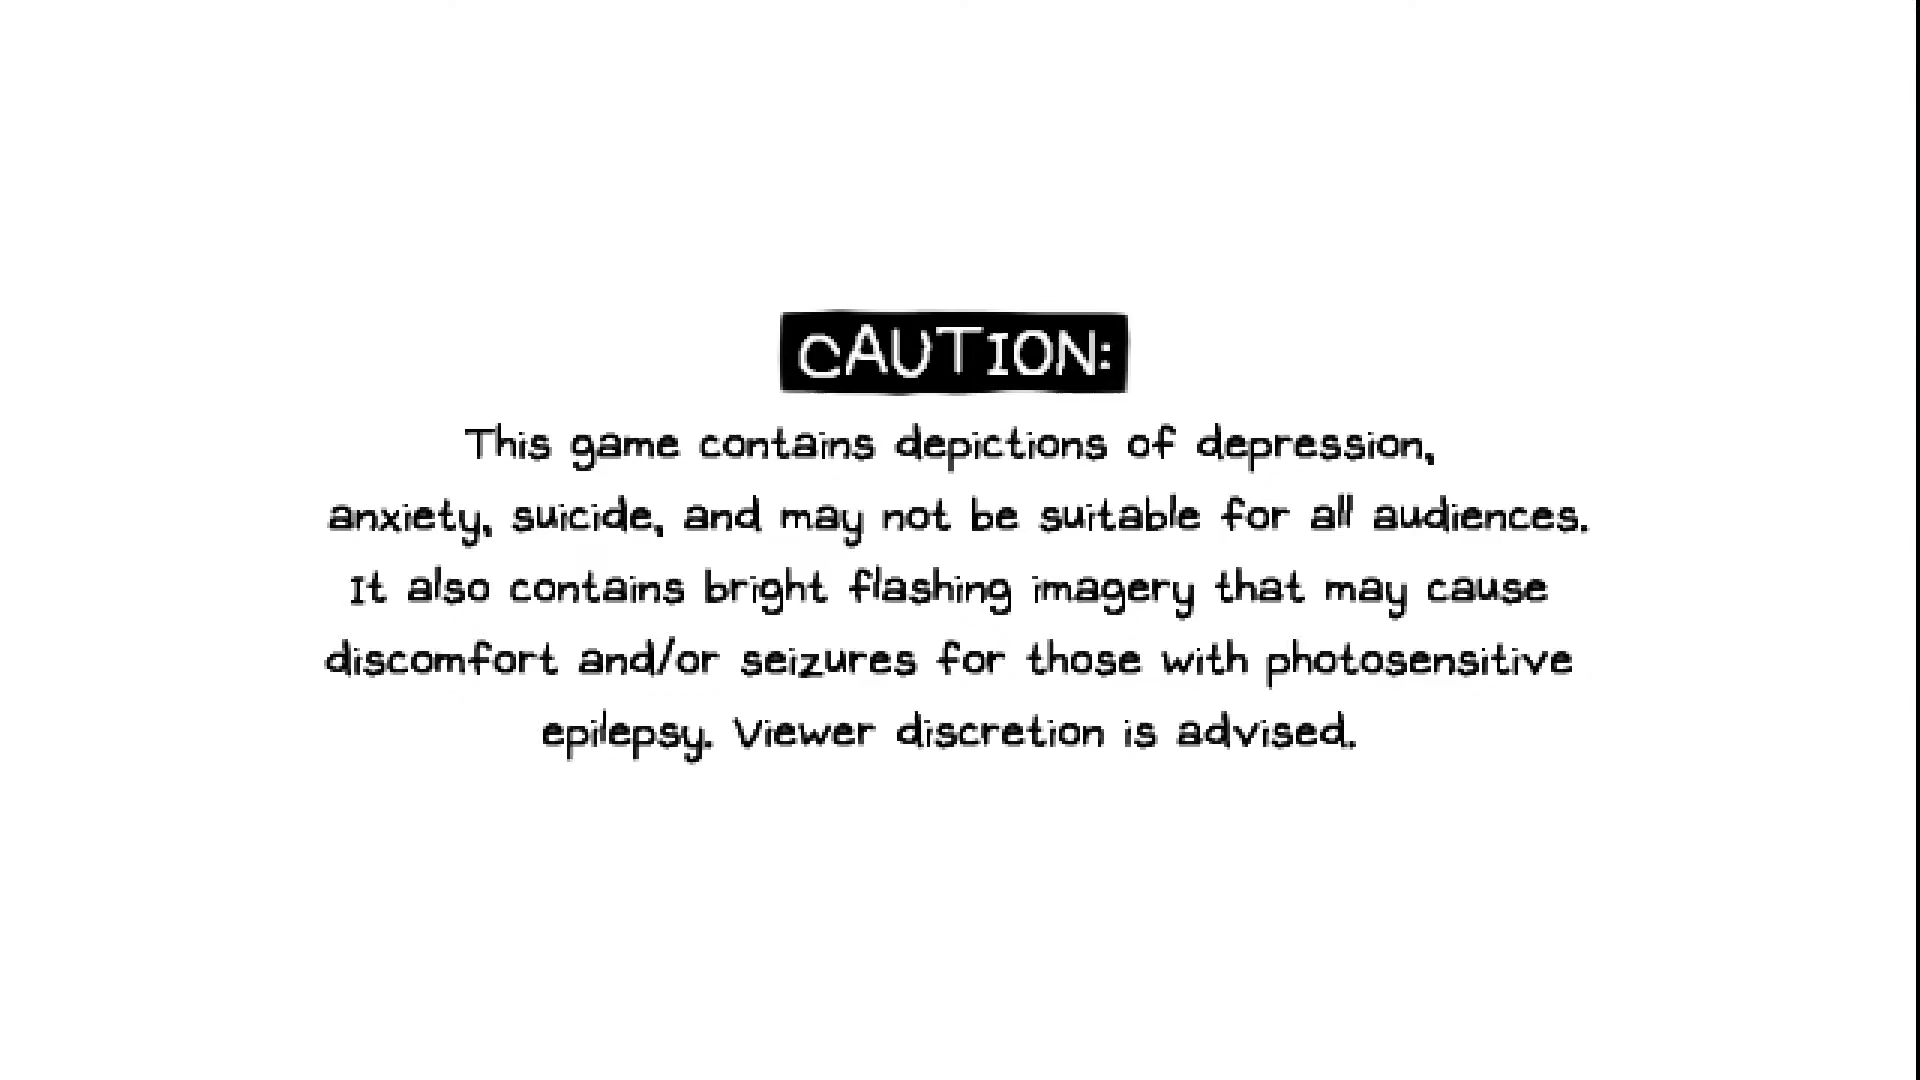 CAUTION:
This game contains depictions of depression,
anxiety, suicide, and may not be suitable for all audiences.
It also contains bright flashing imagery that may cause
discomfort and/or seizures for those with photosensitive
epilepsy. Viewer discretion is advised.